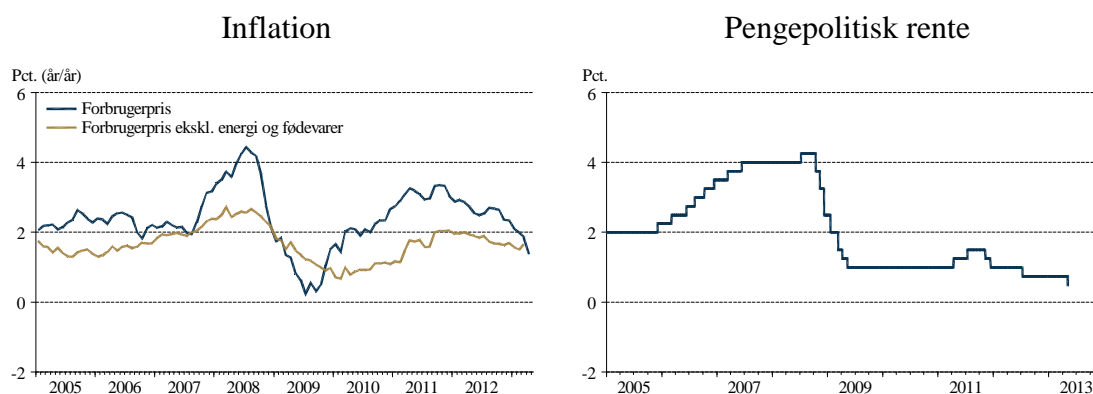 Inflation
Pct. (år/år)
6
Forbrugerpris
Forbrugerpris ekskl. energi og fødevarer
4
2
0
-2
2005 2006 2007 2008 2009 2010 2011 2012
Pengepolitisk rente
Pct.
6
4
2
0
-2
2005 2007 2009 2011 2013